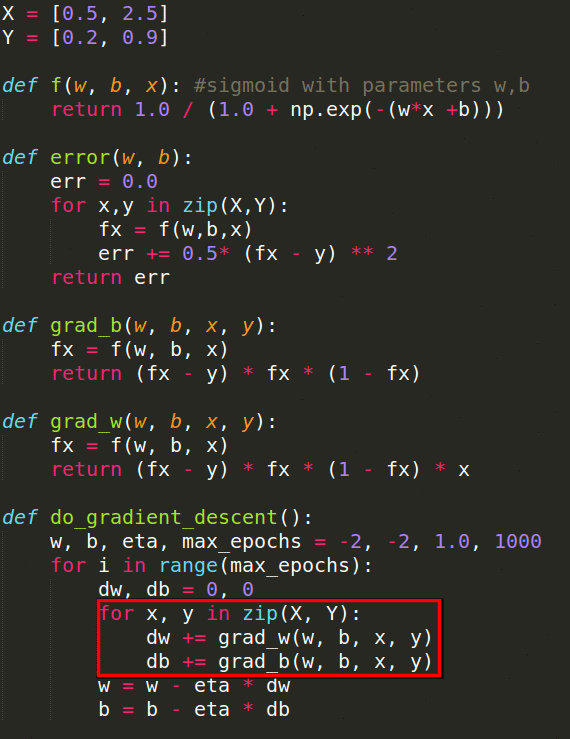 X = [0.5, 2.5]
Y = [0.2, 0.9]
def f(w, b, x): #sigmoid with parameters w,b
return 1.0 / (1.0 + np.exp(-(w*x +b)))
def error(w, b):
err = 0.0
for x,y in zip(X,Y):
fx = f(w,b,x)
err += 0.5* (fx - y) ** 2
return err
def grad_b(w, b, x, y):
fx = f(w, b, x)
return (fx - y) * fx * (1 - fx)
def grad_w(w, b, x, y):
fx = f(w, b, x)
return (fx - y) * fx * (1 - fx) * x
def do_gradient_descent():
w, b, eta, max_epochs = -2, -2, 1.0, 1000
for i in range(max_epochs):
dw, db = 0, 0
for x, y in zip(X, Y):
dw += grad_w(w, b, x, y)
db += grad_b(w, b, x, y)
w = w - eta * dw
b = b - eta * db